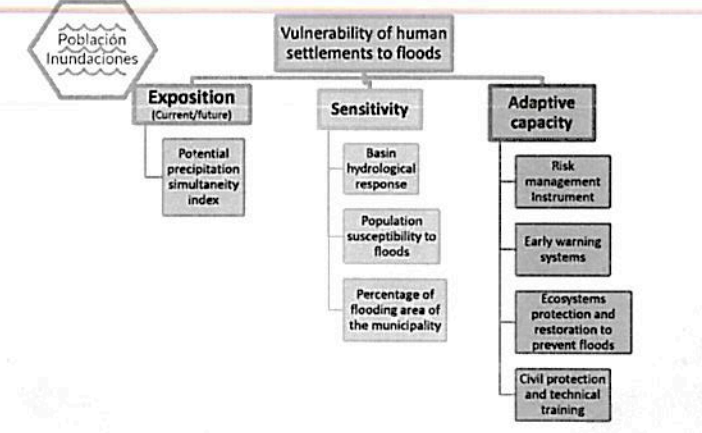 Población
Inundaciones
Vulnerability of human
settlements to floods
Exposition
(Current/future)
Potential
precipitation
simultaneity
index
Sensitivity
Basin
hydrological
response
Population
susceptibility to
floods
Percentage of
flooding area of
the municipality
Adaptive
capacity
Risk
management
Instrument
Early warning
systems
Ecosystems
protection and
restoration to
prevent floods
Civil protection
and technical
training